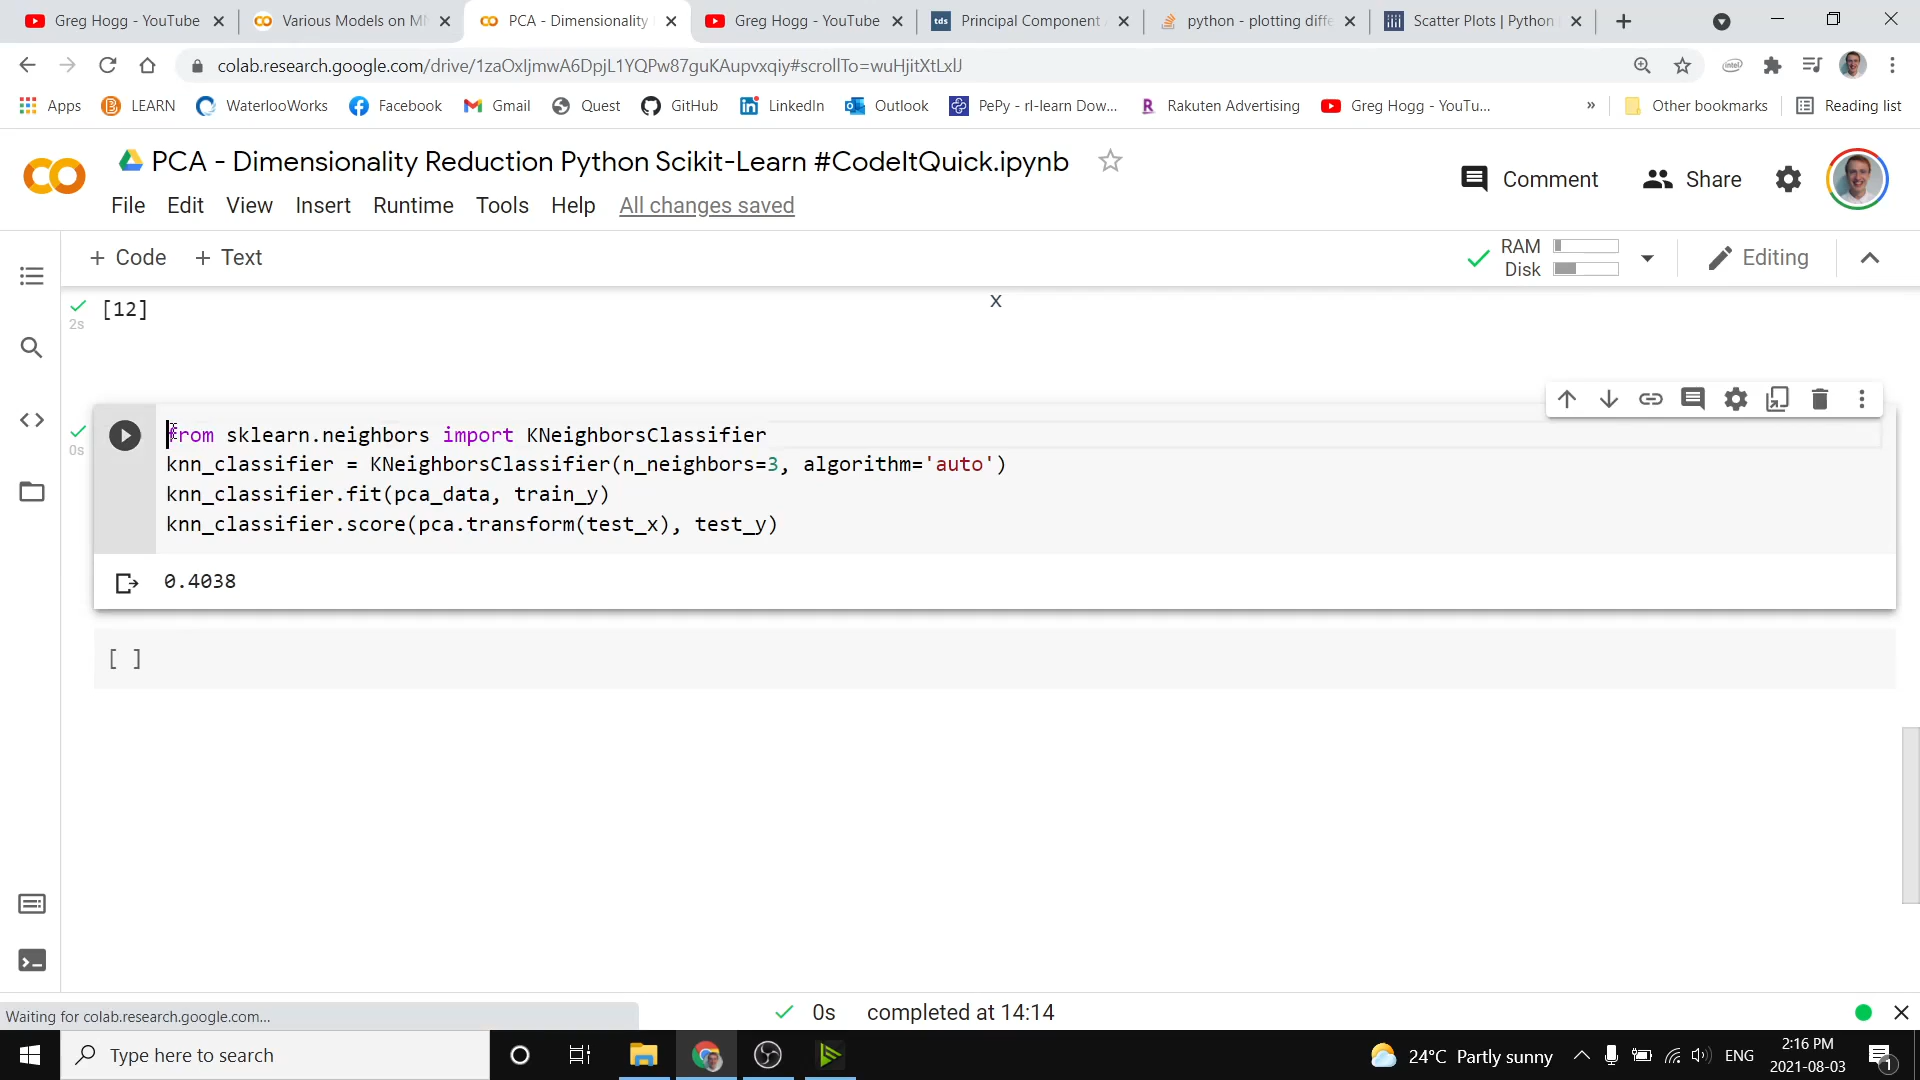 Greg Hogg - YouTube
Various Models on MN
PCA - Dimensionality
Greg Hogg - YouTube
tds Principal Component
python - plotting diffe
Scatter Plots | Python
colab.research.google.com/drive/1zaOxIjmwA6DpjL1YQPw87guKAupvxqiy#scrollTo=wuHjitXtLxlJ
Apps
LEARN
WaterlooWorks
Facebook
Gmail
Quest
GitHub
LinkedIn
Outlook
PePy - rl-learn Dow...
Rakuten Advertising
Greg Hogg - YouTu...
»
Other bookmarks
Reading list
PCA - Dimensionality Reduction Python Scikit-Learn #CodeItQuick.ipynb
Comment
Share
File Edit View Insert Runtime Tools Help All changes saved
+ Code + Text
RAM
Disk
Editing
[12]
2s
x
0s
from sklearn.neighbors import KNeighborsClassifier
knn_classifier = KNeighborsClassifier(n_neighbors=3, algorithm='auto')
knn_classifier.fit(pca_data, train_y)
knn_classifier.score(pca.transform(test_x), test_y)
0.4038
[ ]
Waiting for colab.research.google.com...
0s completed at 14:14
Type here to search
24°C Partly sunny
ENG
2:16 PM
2021-08-03
1